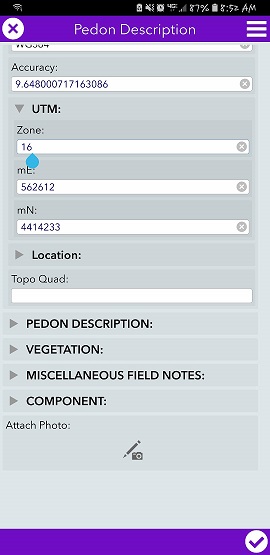 87% 8:52 AM
Pedon Description
WGS84
Accuracy:
9.648000717163086
UTM:
Zone:
16
mE:
562612
mN:
4414233
Location:
Topo Quad:
PEDON DESCRIPTION:
VEGETATION:
MISCELLANEOUS FIELD NOTES:
COMPONENT:
Attach Photo: